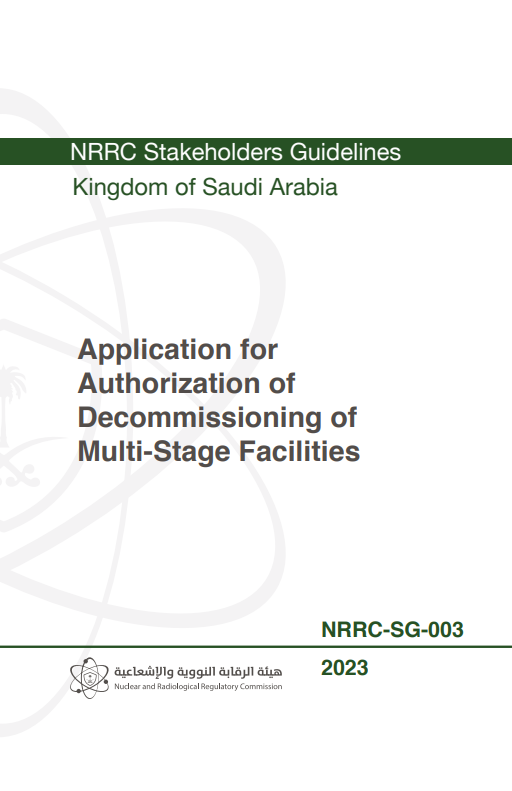 NRRC Stakeholders Guidelines
Kingdom of Saudi Arabia
Application for
Authorization of
Decommissioning of
Multi-Stage Facilities
NRRC-SG-003
2023
هيئة الرقابة النووية والإشعاعية
Nuclear and Radiological Regulatory Commission